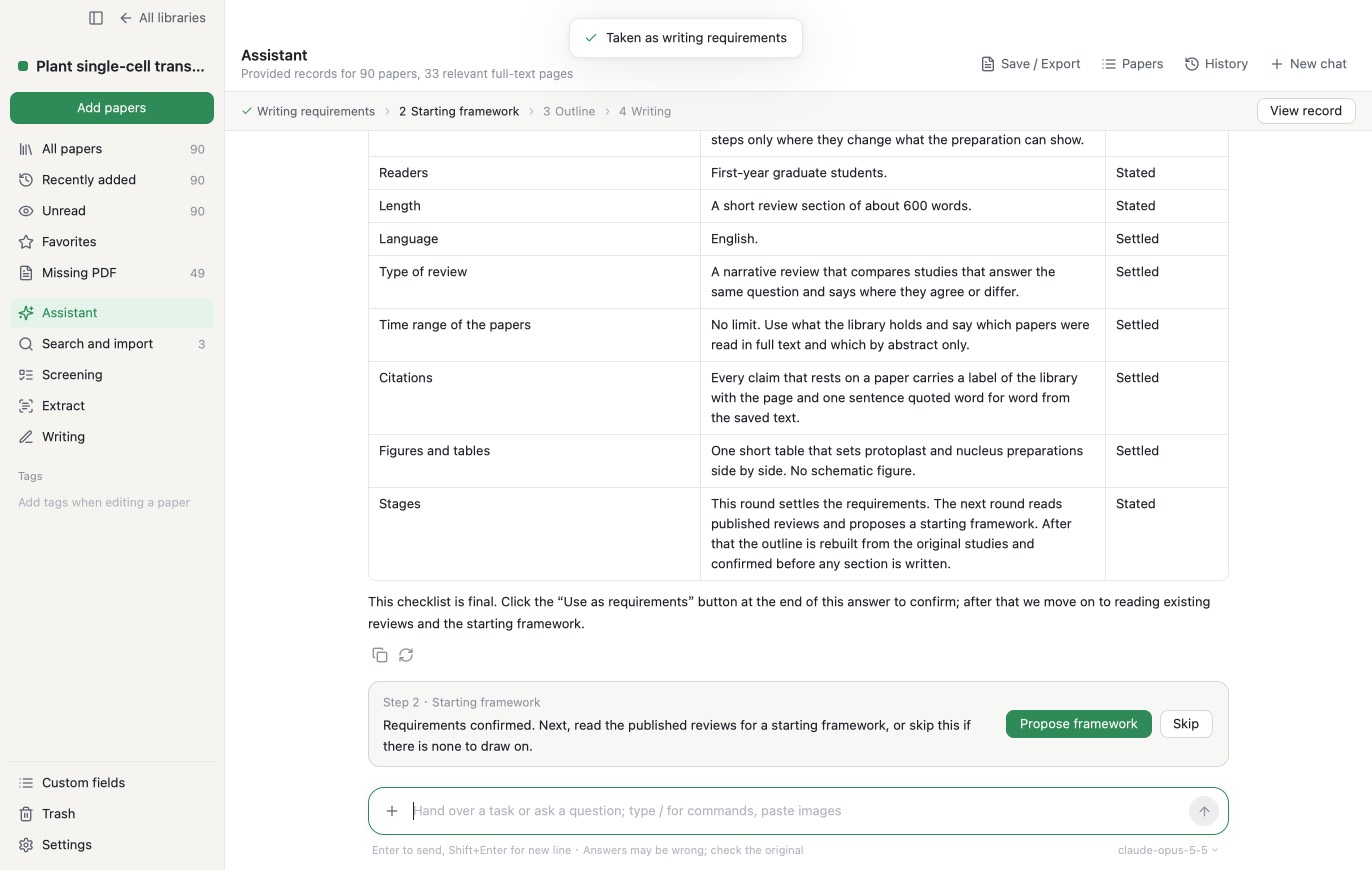 All libraries
Plant single-cell trans...
Add papers
All papers 90
Recently added 90
Unread 90
Favorites
Missing PDF 49
Assistant
Search and import 3
Screening
Extract
Writing
Tags
Add tags when editing a paper
Custom fields
Trash
Settings
Taken as writing requirements
Assistant
Provided records for 90 papers, 33 relevant full-text pages
Save / Export
Papers
History
New chat
Writing requirements › 2 Starting framework › 3 Outline › 4 Writing
View record
steps only where they change what the preparation can show.
Readers First-year graduate students. Stated
Length A short review section of about 600 words. Stated
Language English. Settled
Type of review A narrative review that compares studies that answer the Settled
same question and says where they agree or differ.
Time range of the papers No limit. Use what the library holds and say which papers were Settled
read in full text and which by abstract only.
Citations Every claim that rests on a paper carries a label of the library Settled
with the page and one sentence quoted word for word from
the saved text.
Figures and tables One short table that sets protoplast and nucleus preparations Settled
side by side. No schematic figure.
Stages This round settles the requirements. The next round reads Stated
published reviews and proposes a starting framework. After
that the outline is rebuilt from the original studies and
confirmed before any section is written.
This checklist is final. Click the “Use as requirements” button at the end of this answer to confirm; after that we move on to reading existing
reviews and the starting framework.
Step 2 · Starting framework
Requirements confirmed. Next, read the published reviews for a starting framework, or skip this if
there is none to draw on.
Propose framework
Skip
Hand over a task or ask a question; type / for commands, paste images
Enter to send, Shift+Enter for new line · Answers may be wrong; check the original
claude-opus-5-5